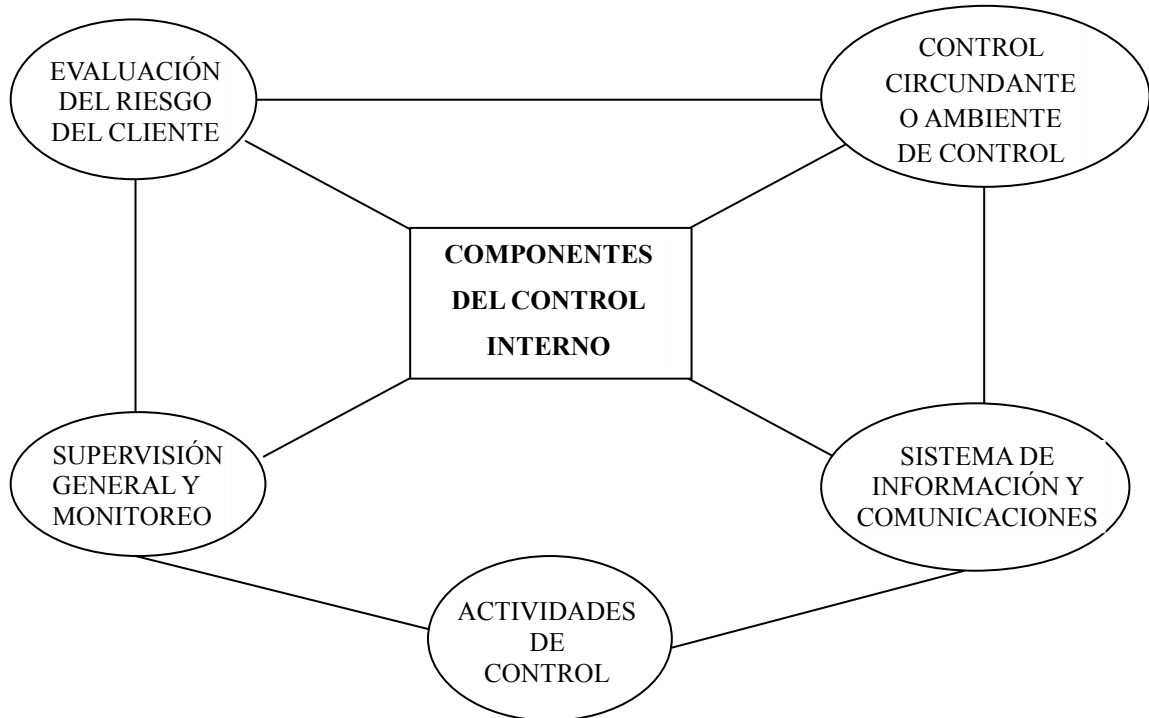 EVALUACIÓN
DEL RIESGO
DEL CLIENTE
CONTROL
CIRCUNDANTE
O AMBIENTE
DE CONTROL
COMPONENTES
DEL CONTROL
INTERNO
SUPERVISIÓN
GENERAL Y
MONITOREO
SISTEMA DE
INFORMACIÓN Y
COMUNICACIONES
ACTIVIDADES
DE
CONTROL